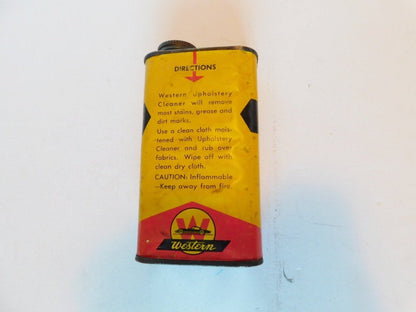 DIRECTIONS
Western Upholstery
Cleaner will remove
most stains, grease and
dirt marks.
Use a clean cloth mois-
tened with Upholstery
Cleaner and rub over
fabrics. Wipe off with
clean dry cloth.
CAUTION: Inflammable
—Keep away from fire.
W
Western